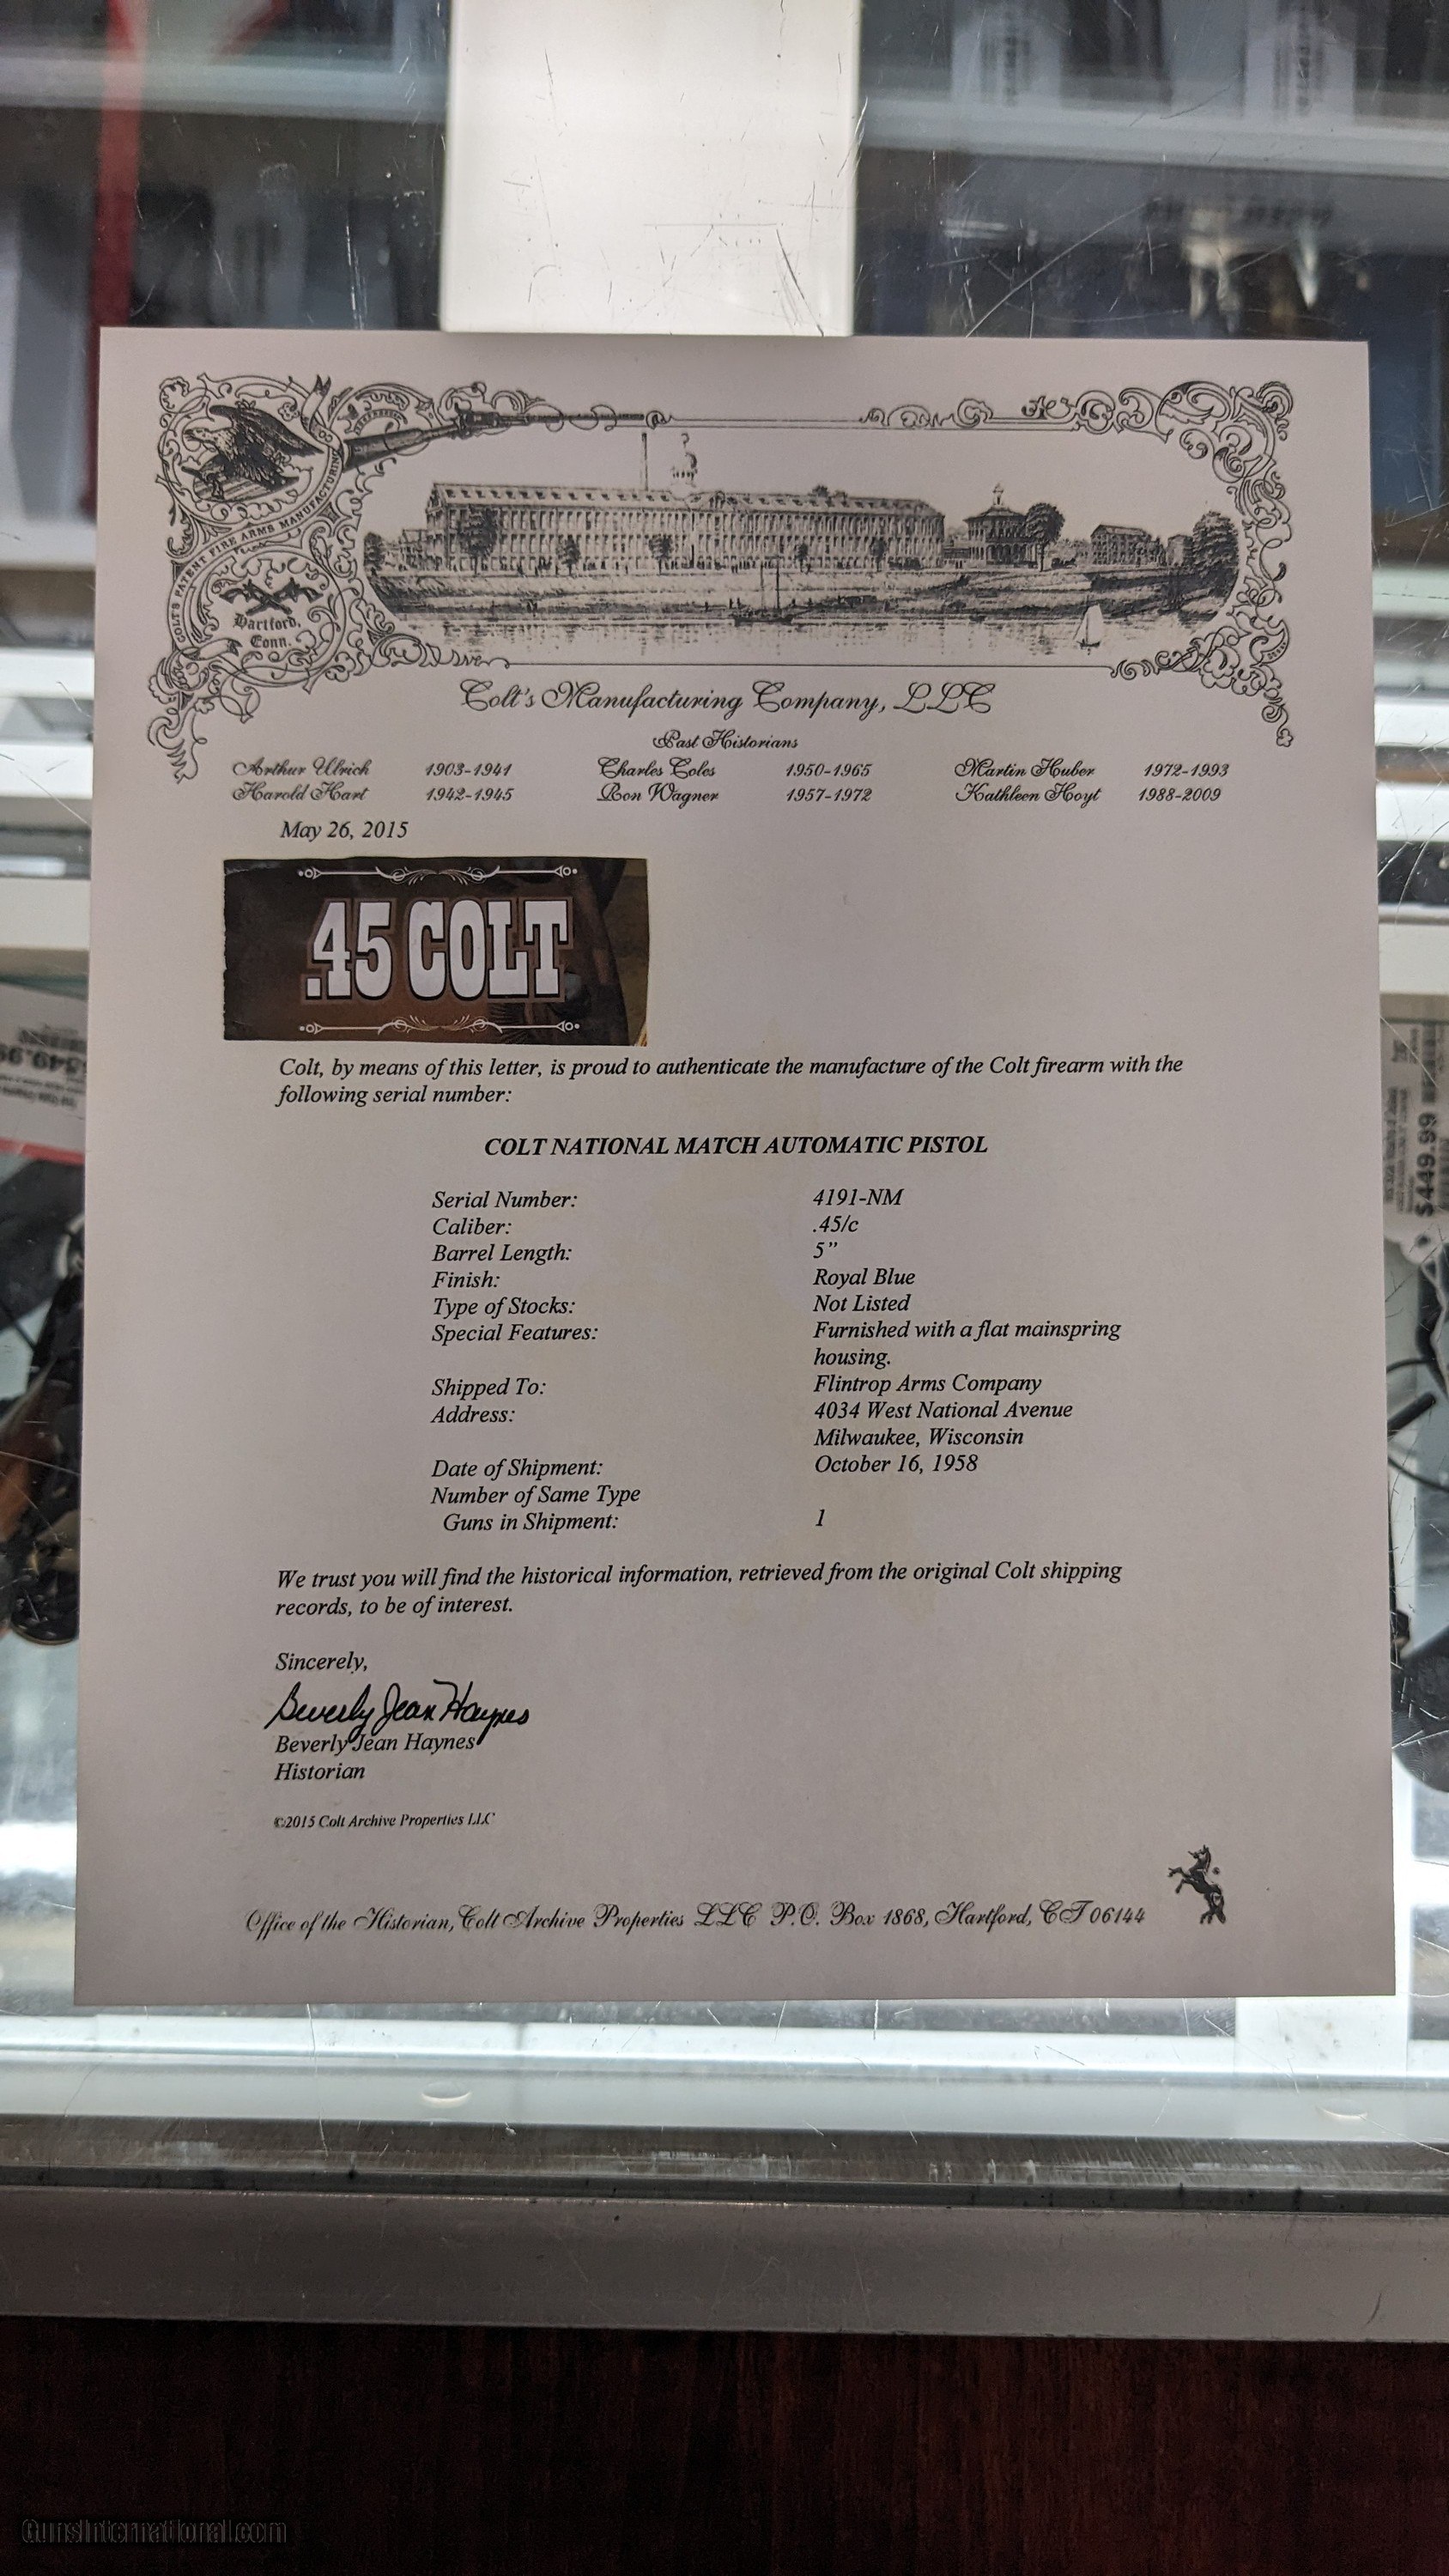 COLT'S PATENT FIRE ARMS MANUFACTURING
Hartford,
Conn.
Colt's Manufacturing Company, LLC
Past Historians
Arthur Ulrich 1903-1941 Charles Coles 1950-1965 Martin Huber 1972-1993
Harold Hart 1942-1945 Ron Wagner 1957-1972 Kathleen Hoyt 1988-2009
May 26, 2015
.45 COLT
Colt, by means of this letter, is proud to authenticate the manufacture of the Colt firearm with the
following serial number:
COLT NATIONAL MATCH AUTOMATIC PISTOL
Serial Number: 4191-NM
Caliber: .45/c
Barrel Length: 5”
Finish: Royal Blue
Type of Stocks: Not Listed
Special Features: Furnished with a flat mainspring
housing.
Shipped To: Flintrop Arms Company
Address: 4034 West National Avenue
Milwaukee, Wisconsin
Date of Shipment: October 16, 1958
Number of Same Type
Guns in Shipment: 1
We trust you will find the historical information, retrieved from the original Colt shipping
records, to be of interest.
Sincerely,
Beverly Jean Haynes
Beverly Jean Haynes
Historian
©2015 Colt Archive Properties LLC
Office of the Historian, Colt Archive Properties LLC P.O. Box 1868, Hartford, CT 06144
$449.99
GunsInternational.com